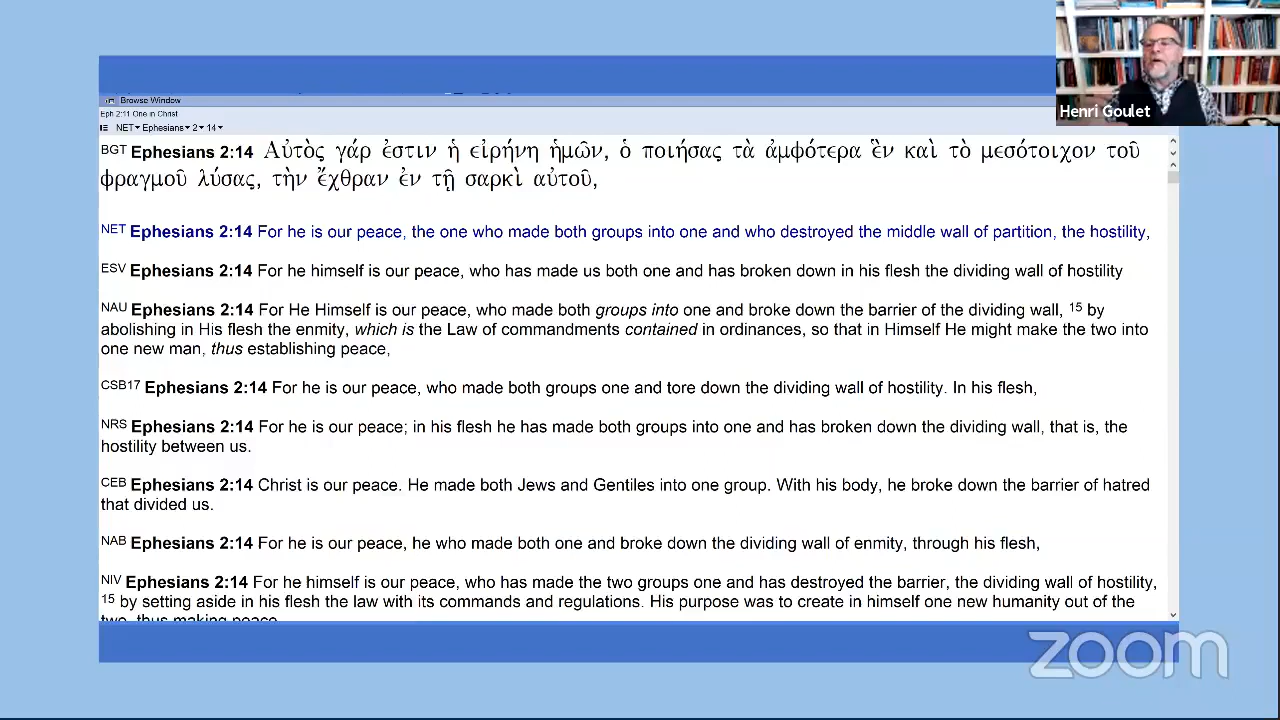 Henri Goulet
Browse Window
Eph 2:11 One in Christ
NET Ephesians 2 14
BGT Ephesians 2:14 Αὐτὸς γάρ ἐστιν ἡ εἰρήνη ἡμῶν, ὁ ποιήσας τὰ ἀμφότερα ἓν καὶ τὸ μεσότοιχον τοῦ
φραγμοῦ λύσας, τὴν ἔχθραν ἐν τῇ σαρκὶ αὐτοῦ,
NET Ephesians 2:14 For he is our peace, the one who made both groups into one and who destroyed the middle wall of partition, the hostility,
ESV Ephesians 2:14 For he himself is our peace, who has made us both one and has broken down in his flesh the dividing wall of hostility
NAU Ephesians 2:14 For He Himself is our peace, who made both groups into one and broke down the barrier of the dividing wall, 15 by
abolishing in His flesh the enmity, which is the Law of commandments contained in ordinances, so that in Himself He might make the two into
one new man, thus establishing peace,
CSB17 Ephesians 2:14 For he is our peace, who made both groups one and tore down the dividing wall of hostility. In his flesh,
NRS Ephesians 2:14 For he is our peace; in his flesh he has made both groups into one and has broken down the dividing wall, that is, the
hostility between us.
CEB Ephesians 2:14 Christ is our peace. He made both Jews and Gentiles into one group. With his body, he broke down the barrier of hatred
that divided us.
NAB Ephesians 2:14 For he is our peace, he who made both one and broke down the dividing wall of enmity, through his flesh,
NIV Ephesians 2:14 For he himself is our peace, who has made the two groups one and has destroyed the barrier, the dividing wall of hostility,
15 by setting aside in his flesh the law with its commands and regulations. His purpose was to create in himself one new humanity out of the
two, thus making peace,
zoom